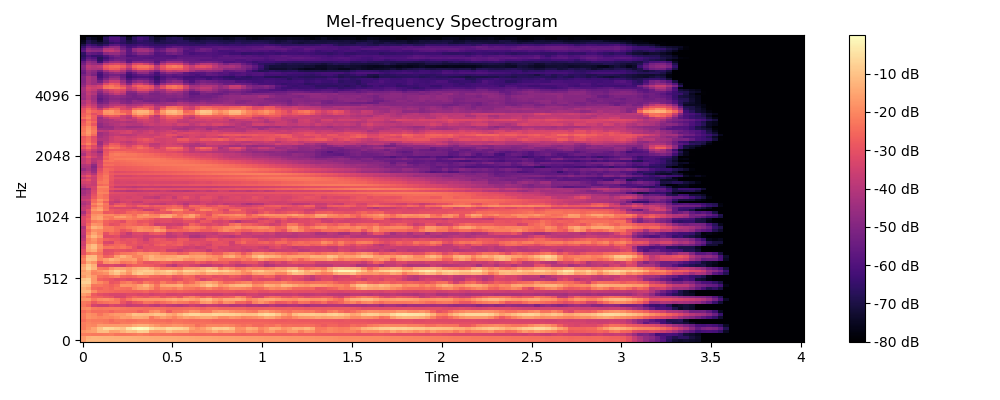 Mel-frequency Spectrogram
4096
2048
1024
512
0
Hz
0
0.5
1
1.5
2
2.5
3
3.5
4
Time
-10 dB
-20 dB
-30 dB
-40 dB
-50 dB
-60 dB
-70 dB
-80 dB